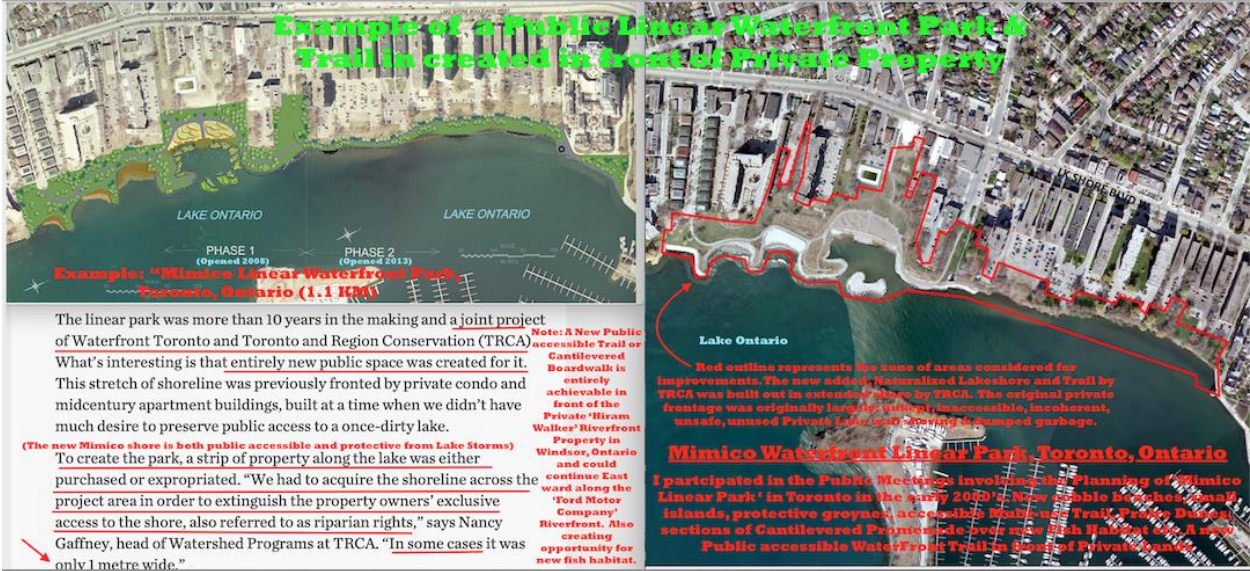 Example of a Public Linear Waterfront Park &
Trail in created in front of Private Property
LAKE SHORE BOULEVARD WEST
LAKE ONTARIO
LAKE ONTARIO
PHASE 1
(Opened 2008)
PHASE 2
(Opened 2013)
Example: "Mimico Linear Waterfront Park,
Toronto, Ontario (1.1 KM)
The linear park was more than 10 years in the making and a joint project
of Waterfront Toronto and Toronto and Region Conservation (TRCA)
What's interesting is that entirely new public space was created for it.
This stretch of shoreline was previously fronted by private condo and
midcentury apartment buildings, built at a time when we didn't have
much desire to preserve public access to a once-dirty lake.
(The new Mimico shore is both public accessible and protective from Lake Storms)
To create the park, a strip of property along the lake was either
purchased or expropriated. "We had to acquire the shoreline across the
project area in order to extinguish the property owners' exclusive
access to the shore, also referred to as riparian rights," says Nancy
Gaffney, head of Watershed Programs at TRCA. "In some cases it was
only 1 metre wide."
Note: A New Public
accessible Trail or
Cantilevered
Boardwalk is
entirely
achievable in
front of the
Private 'Hiram
Walker' Riverfront
Property in
Windsor, Ontario
and could
continue East
ward along the
'Ford Motor
Company'
Riverfront. Also
creating
opportunity for
new fish habitat.
LK SHORE BLVD
Lake Ontario
Red outline represents the zone of areas considered for
improvements. The new added, Naturalized Lakeshore and Trail by
TRCA was built out in extended shore by TRCA. The original private
frontage was originally largely: unkept, inaccessible, incoherent,
unsafe, unused Private Lake wall shoving & dumped garbage.
Mimico Waterfront Linear Park, Toronto, Ontario
I partcipated in the Public Meetings involving the Planning of 'Mimico
Linear Park' in Toronto in the early 2000's. New cobble beaches, small
islands, protective groynes, accessible Multi-use Trail, Praire Dunes,
sections of Cantilevered Promenade over new Fish Habitat etc. A new
Public accessible WaterFront Trail in front of Private Lands